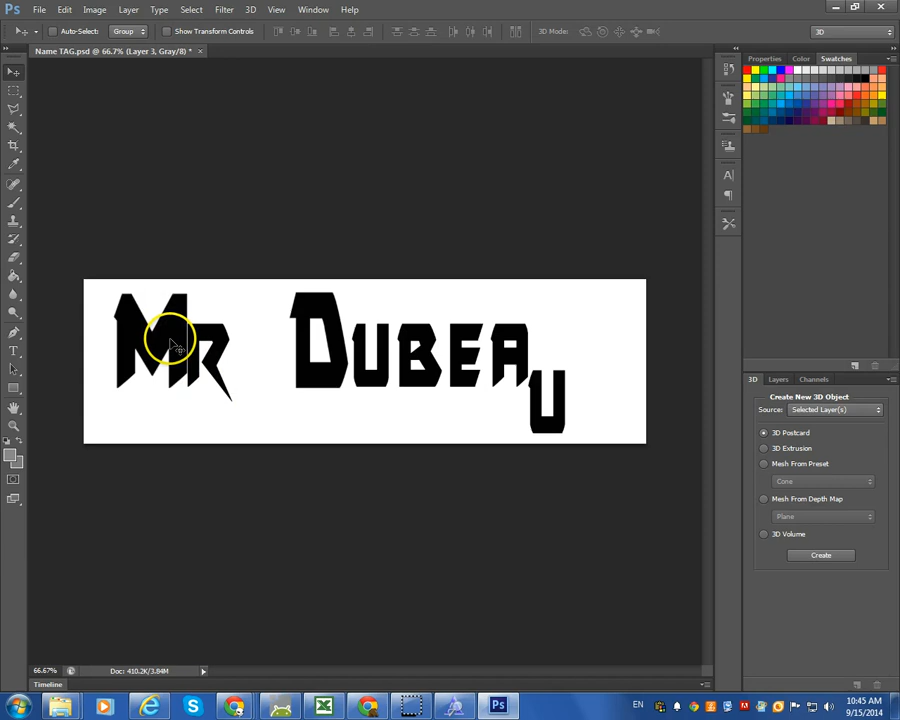 Ps File Edit Image Layer Type Select Filter 3D View Window Help
Auto-Select: Group Show Transform Controls 3D Mode: 3D
Name TAG.psd @ 66.7% (Layer 3, Gray/8) * ×
Properties Color Swatches
Mr Dubeau
3D Layers Channels
Create New 3D Object
Source: Selected Layer(s)
3D Postcard
3D Extrusion
Mesh From Preset
Cone
Mesh From Depth Map
Plane
3D Volume
Create
66.67% Doc: 410.2K/3.84M
Timeline
EN 10:45 AM
9/15/2014